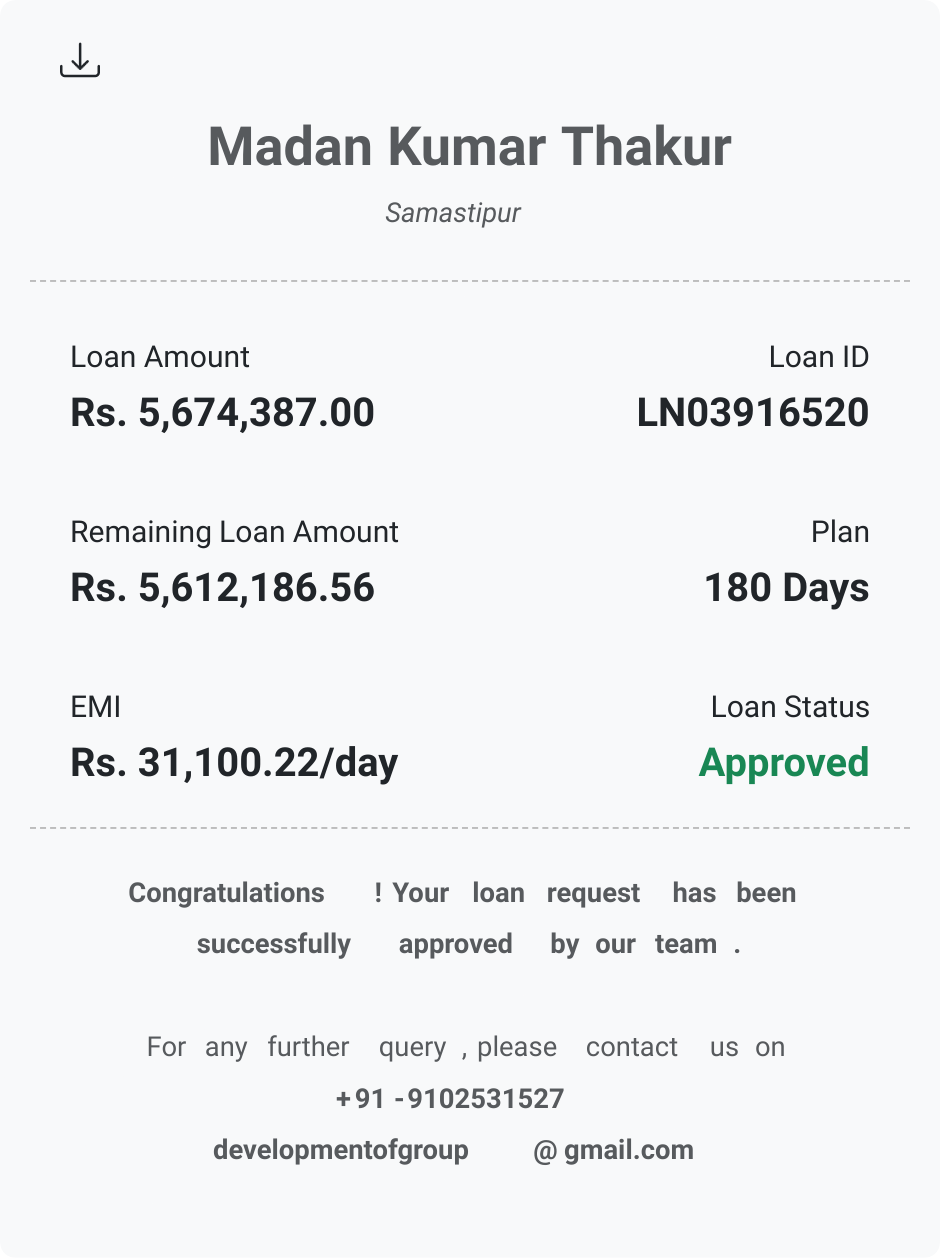 Madan Kumar Thakur
Samastipur
Loan Amount
Loan ID
Rs. 5,674,387.00
LN03916520
Remaining Loan Amount
Plan
Rs. 5,612,186.56
180 Days
EMI
Loan Status
Rs. 31,100.22/day
Approved
Congratulations ! Your loan request has been
successfully approved by our team .
For any further query , please contact us on
+91 -9102531527
developmentofgroup @ gmail.com